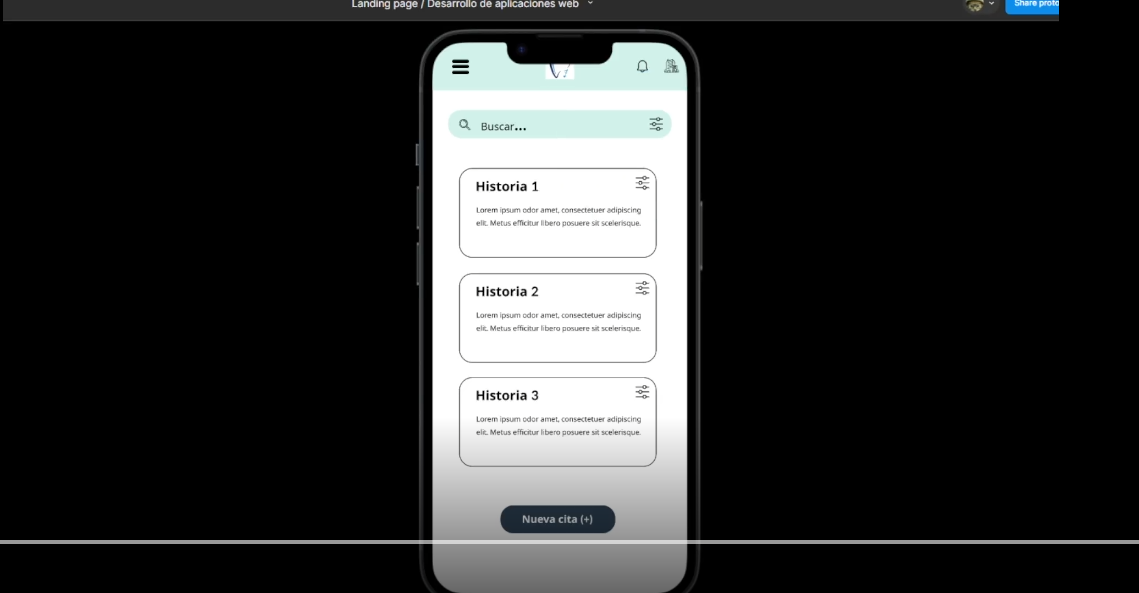 Landing page / Desarrollo de aplicaciones web
Share proto
Buscar...
Historia 1
Lorem ipsum odor amet, consectetuer adipiscing
elit. Metus efficitur libero posuere sit scelerisque.
Historia 2
Lorem ipsum odor amet, consectetuer adipiscing
elit. Metus efficitur libero posuere sit scelerisque.
Historia 3
Lorem ipsum odor amet, consectetuer adipiscing
elit. Metus efficitur libero posuere sit scelerisque.
Nueva cita (+)